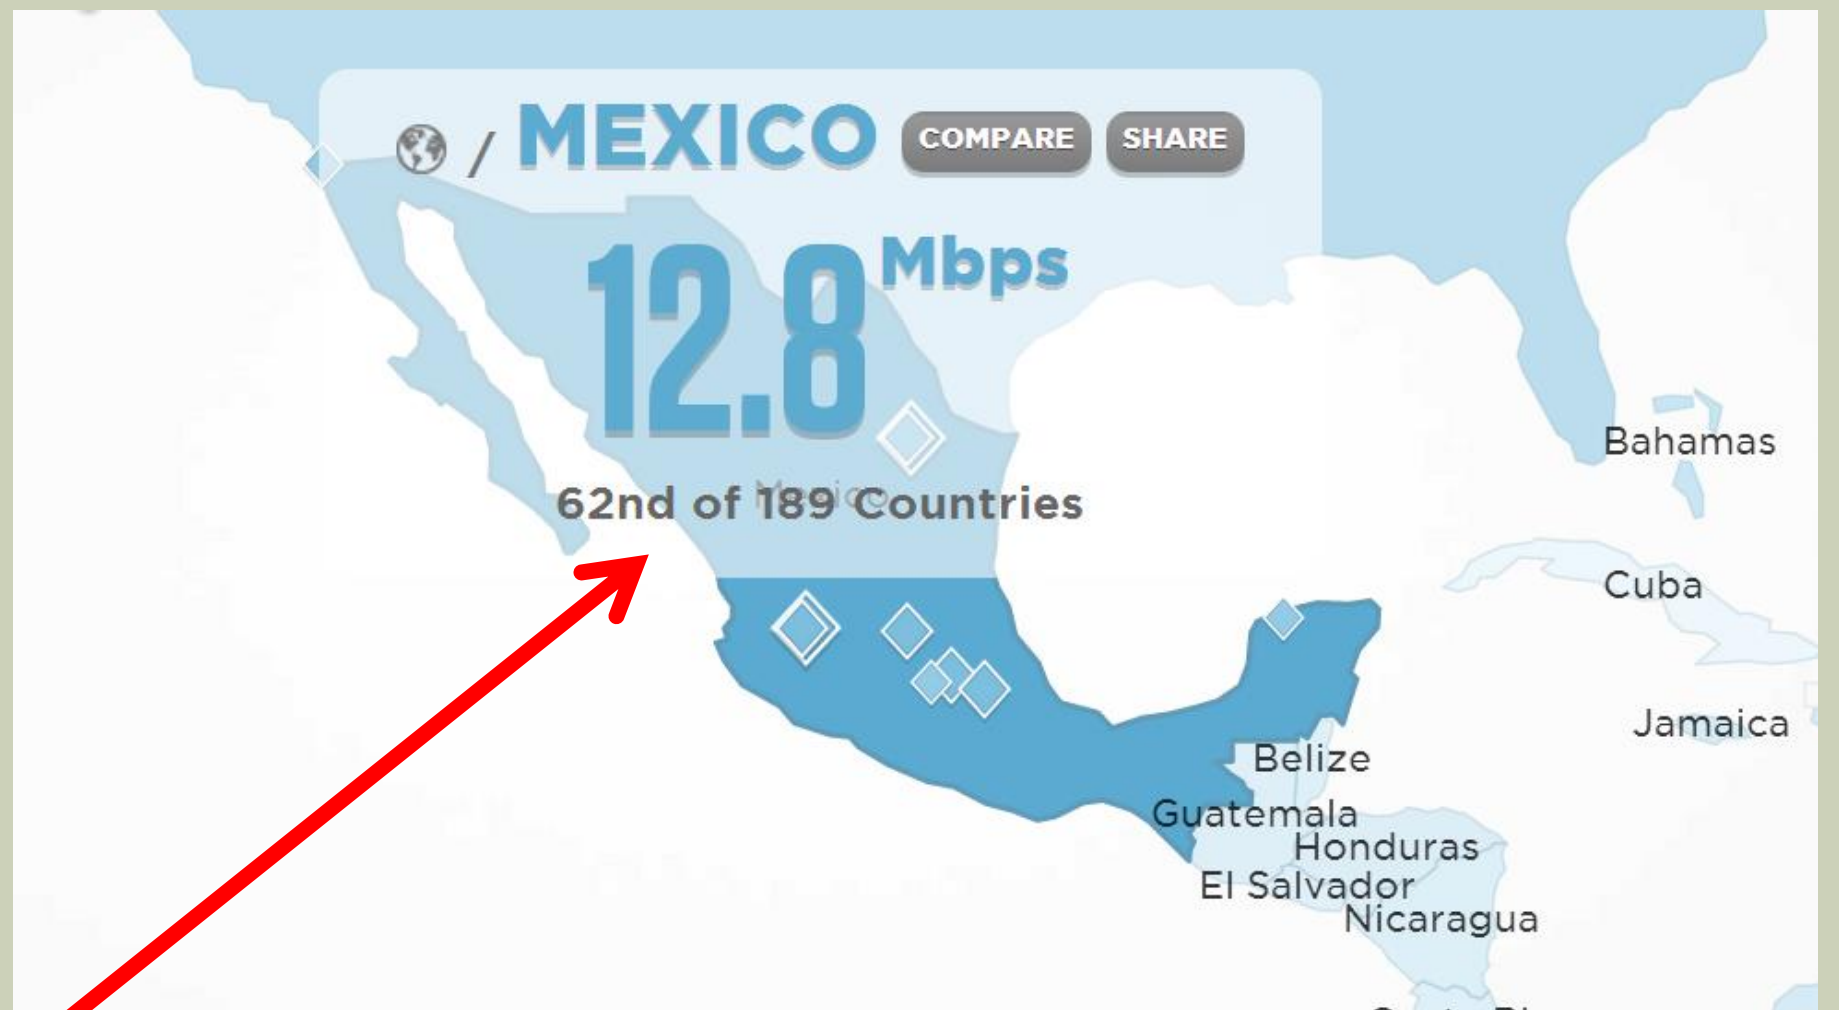 / MEXICO COMPARE SHARE
12.8 Mbps
Mexico
62nd of 189 Countries
Bahamas
Cuba
Jamaica
Belize
Guatemala
Honduras
El Salvador
Nicaragua